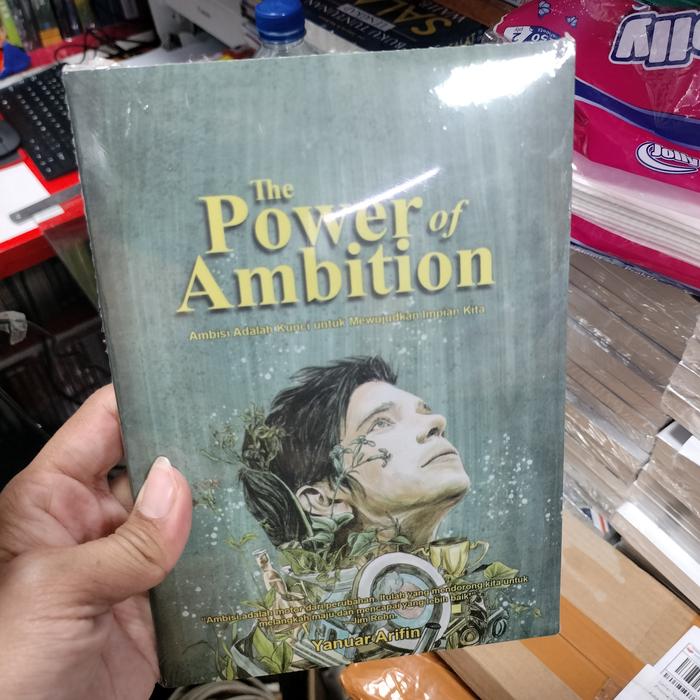 The
Power of
Ambition
Ambisi Adalah Kunci untuk Mewujudkan Impian Kita
"Ambisi adalah motor dari perubahan. Itulah yang mendorong kita untuk
melangkah maju dan mencapai yang lebih baik"
Jim Rohn.
Yanuar Arifin
Jolly